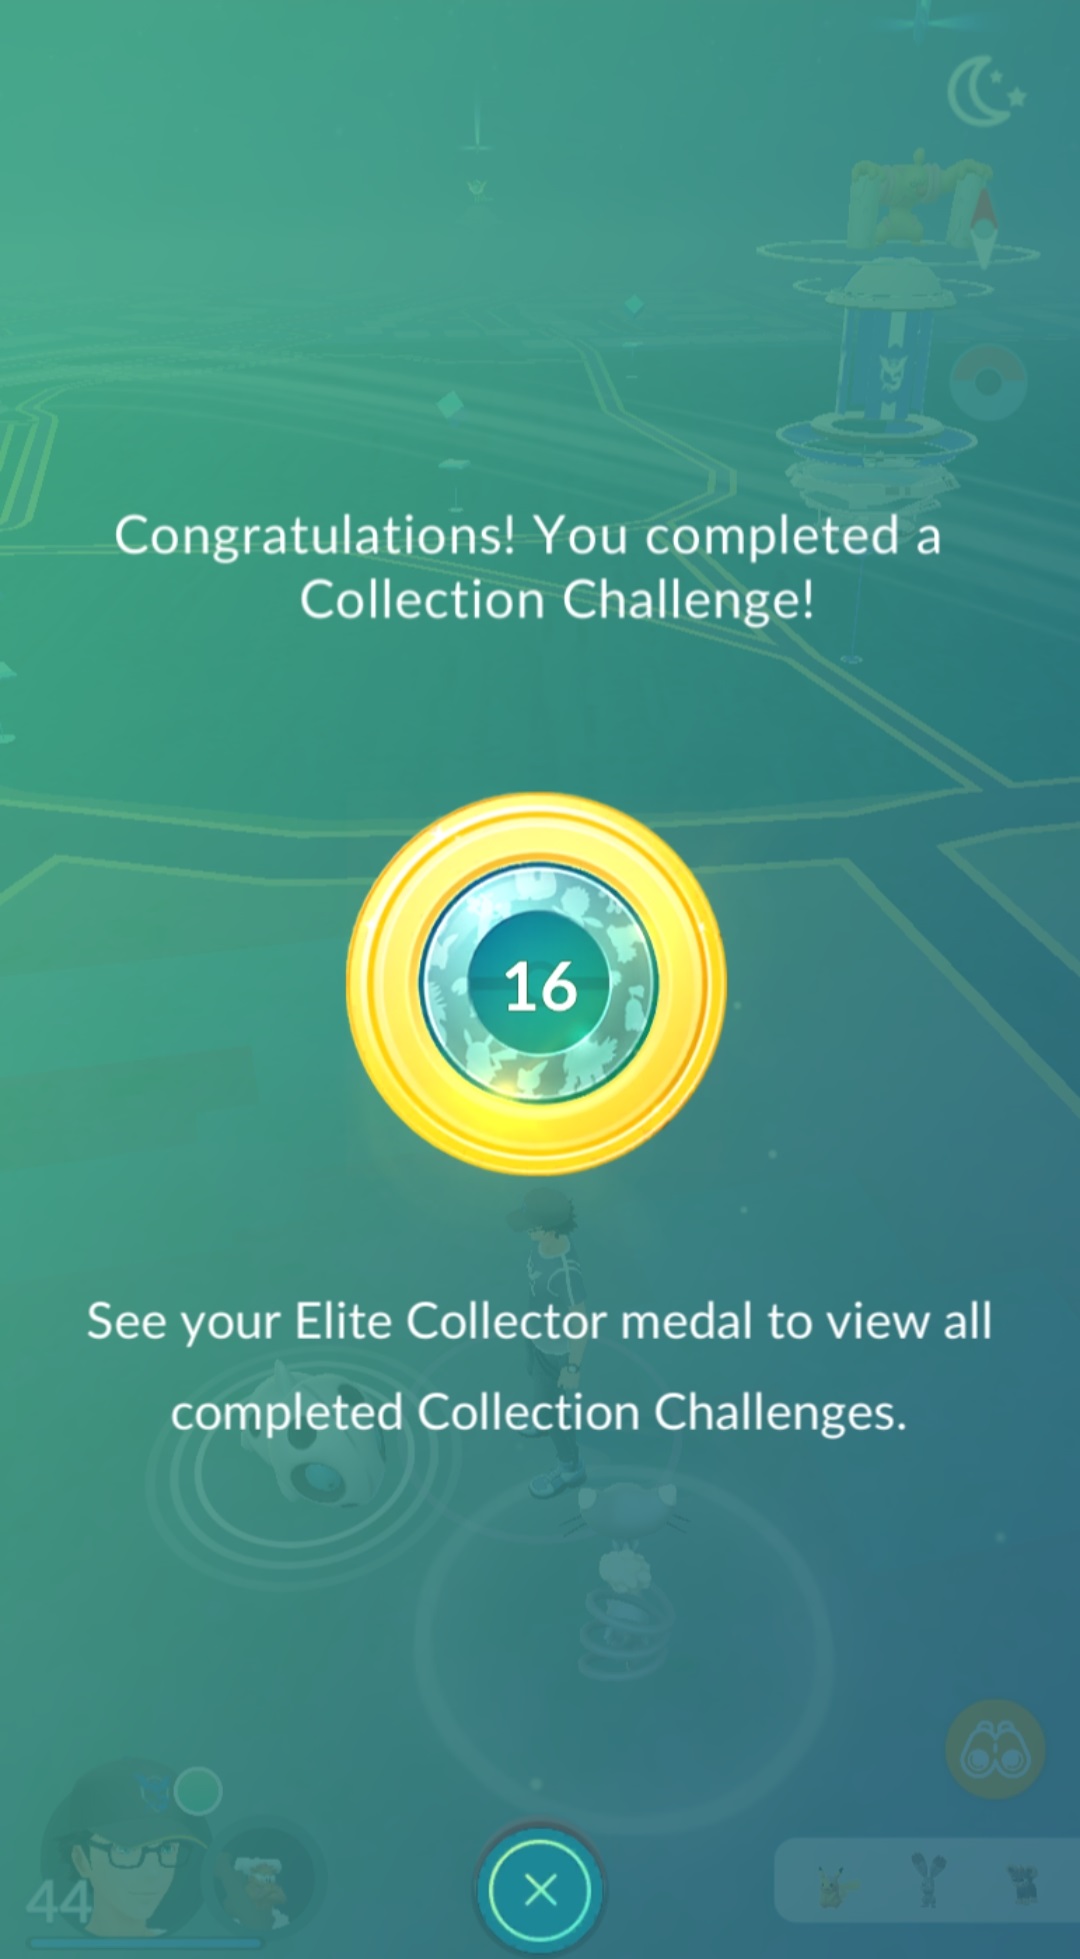 Congratulations! You completed a
Collection Challenge!
16
See your Elite Collector medal to view all
completed Collection Challenges.
44